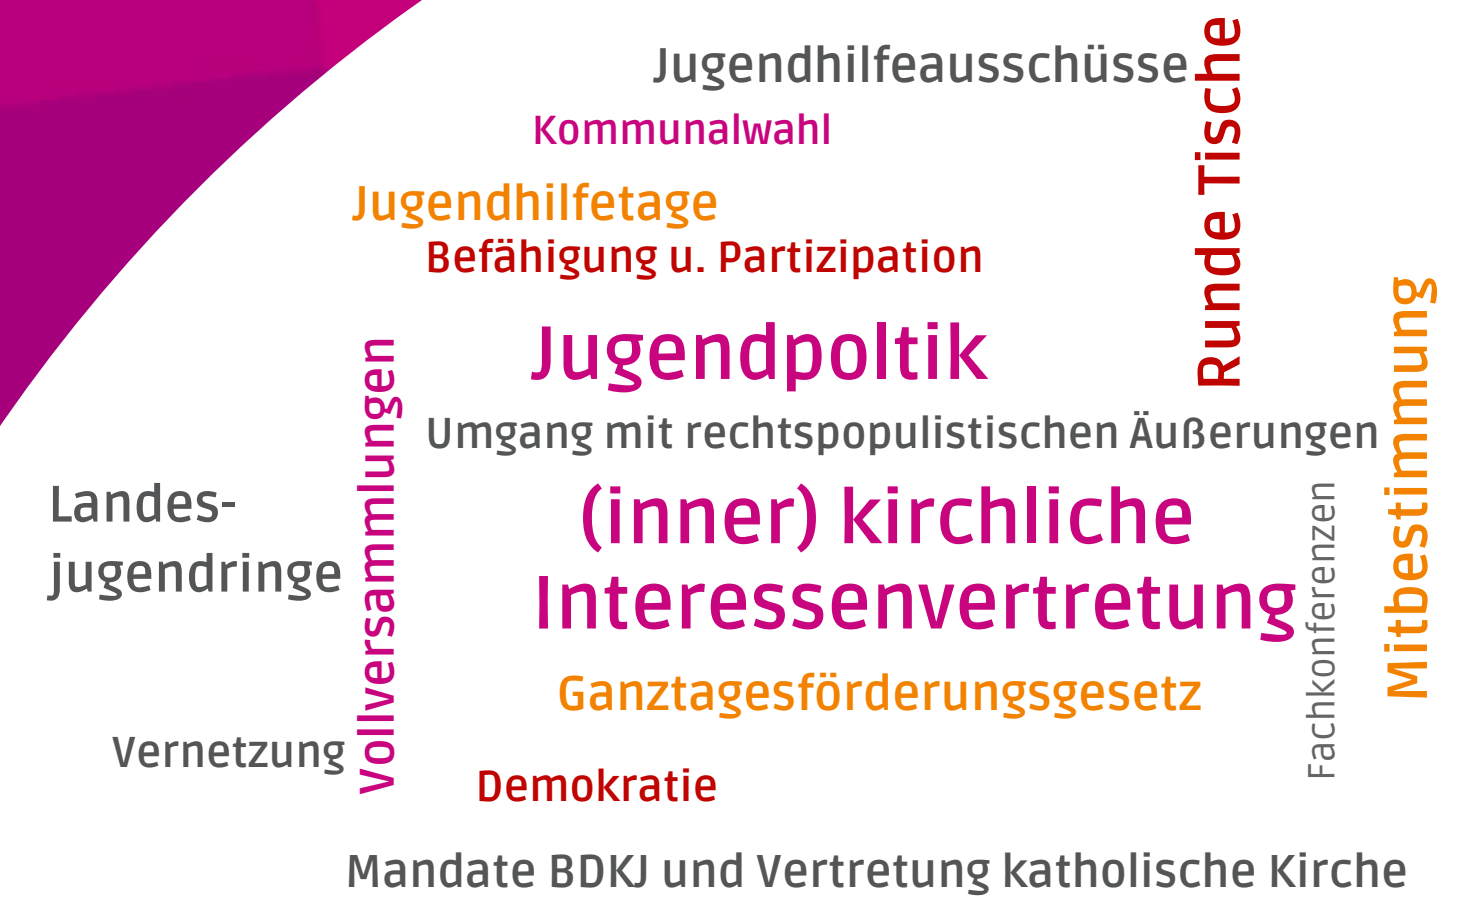 Jugendhilfeausschüsse
Runde Tische
Kommunalwahl
Jugendhilfetage
Befähigung u. Partizipation
Jugendpoltik
Umgang mit rechtspopulistischen Äußerungen
Mitbestimmung
Vollversammlungen
Landes-
jugendringe
(inner) kirchliche
Interessenvertretung
Fachkonferenzen
Ganztagesförderungsgesetz
Vernetzung
Demokratie
Mandate BDKJ und Vertretung katholische Kirche